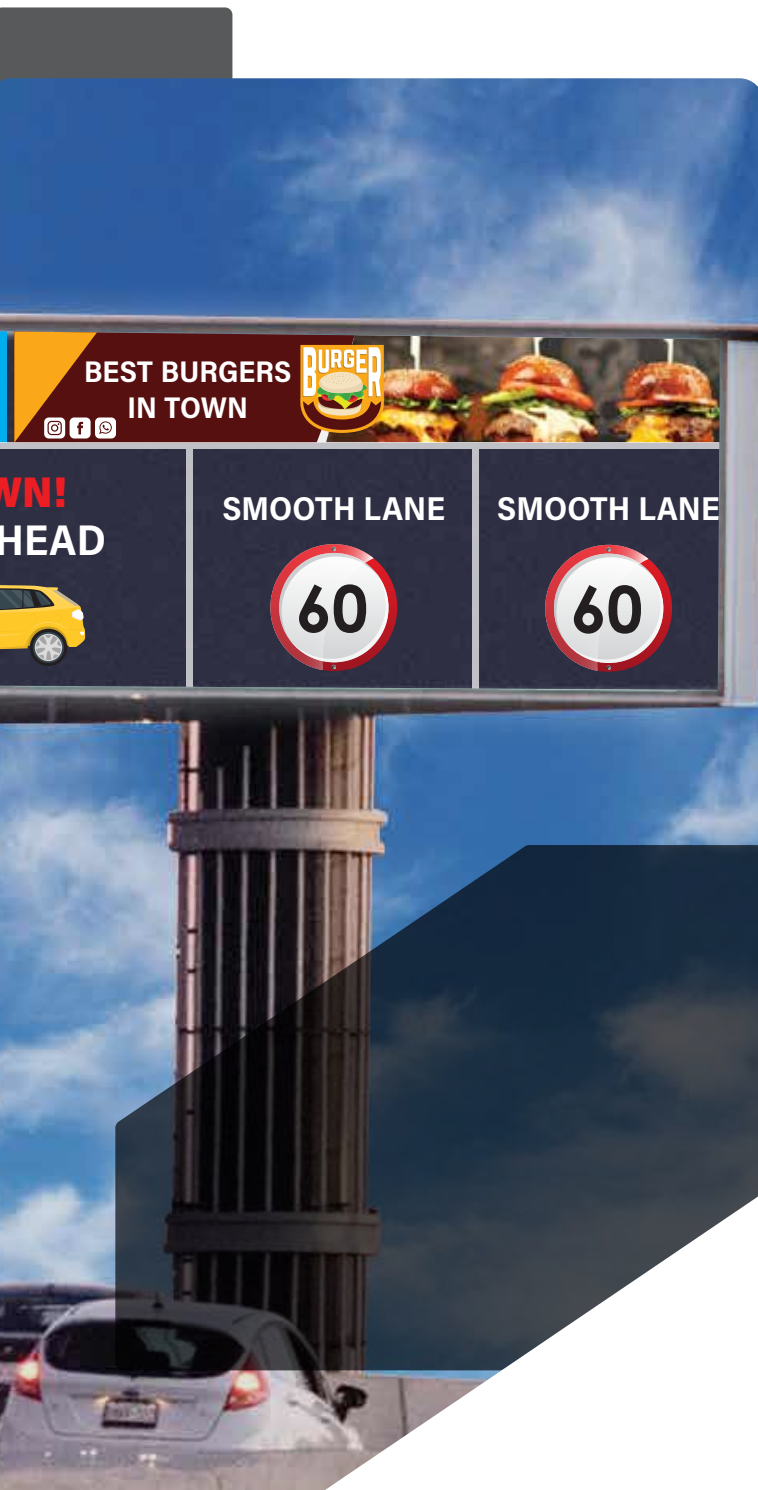 BEST BURGERS
IN TOWN
BURGER
WN!
HEAD
SMOOTH LANE
60
SMOOTH LANE
60